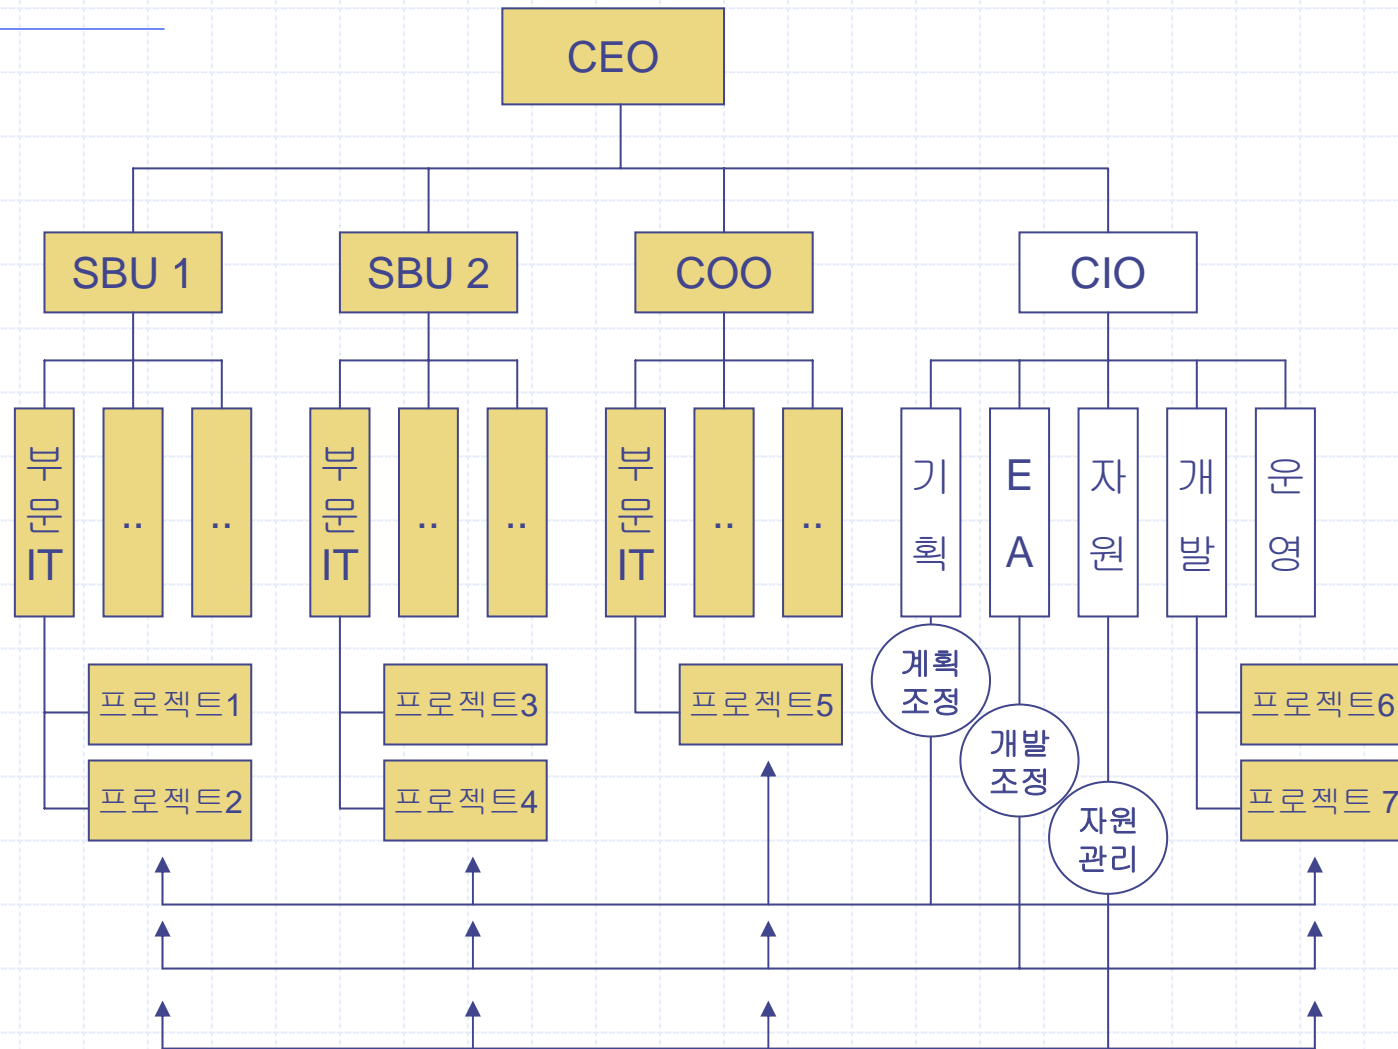 CEO
SBU 1
SBU 2
COO
CIO
부
문
IT
..
..
부
문
IT
..
..
부
문
IT
..
..
기
획
E
A
자
원
개
발
운
영
프로젝트1
프로젝트2
프로젝트3
프로젝트4
프로젝트5
계획
조정
개발
조정
자원
관리
프로젝트6
프로젝트 7